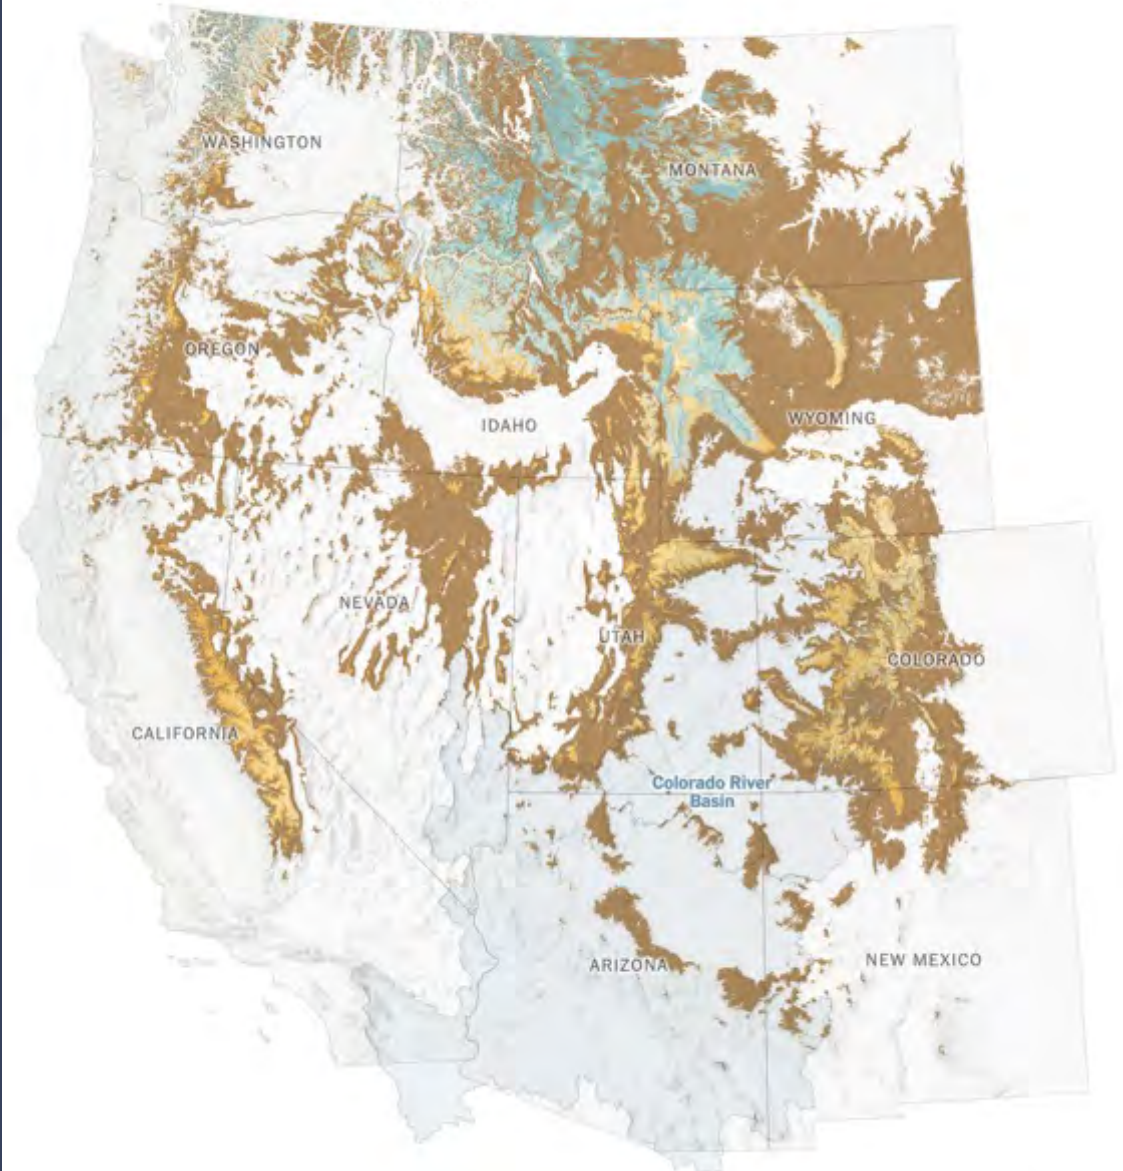 WASHINGTON
MONTANA
OREGON
IDAHO
WYOMING
NEVADA
UTAH
COLORADO
CALIFORNIA
Colorado River
Basin
ARIZONA
NEW MEXICO